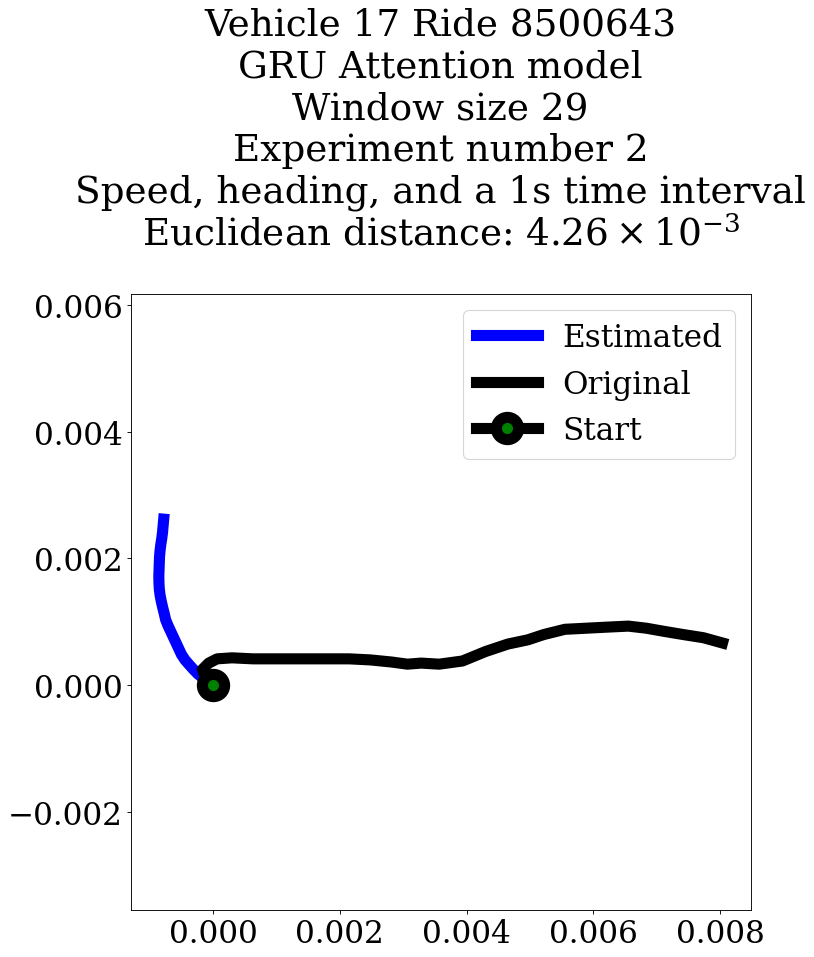 Vehicle 17 Ride 8500643
GRU Attention model
Window size 29
Experiment number 2
Speed, heading, and a 1s time interval
Euclidean distance: 4.26 × 10⁻³
0.006
0.004
0.002
0.000
−0.002
Estimated
Original
Start
0.000 0.002 0.004 0.006 0.008